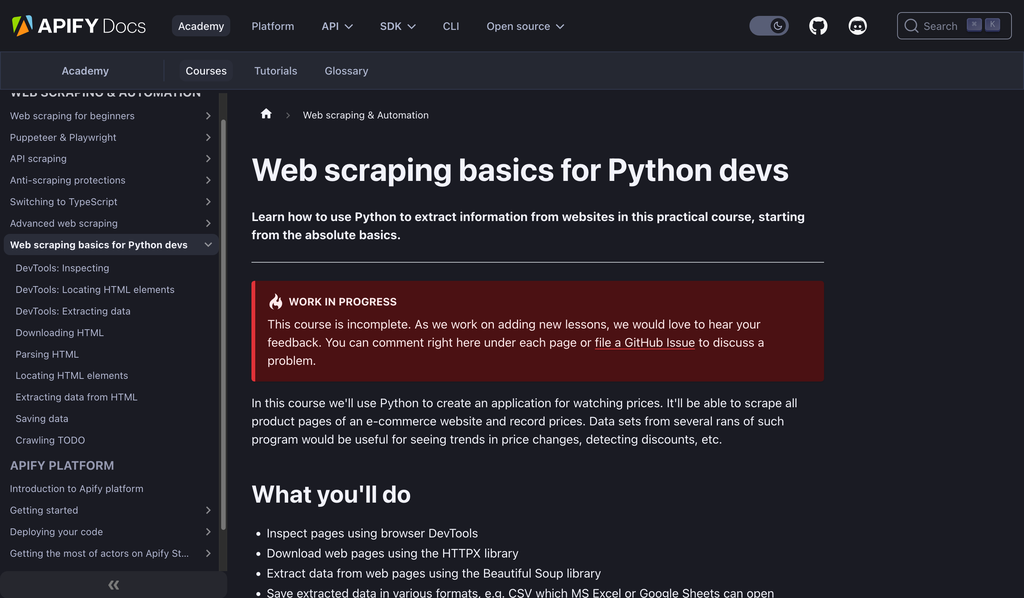 APIFY Docs
Academy
Platform
API
SDK
CLI
Open source
Search
⌘
K
Academy
Courses
Tutorials
Glossary
WEB SCRAPING & AUTOMATION
Web scraping for beginners
Puppeteer & Playwright
API scraping
Anti-scraping protections
Switching to TypeScript
Advanced web scraping
Web scraping basics for Python devs
DevTools: Inspecting
DevTools: Locating HTML elements
DevTools: Extracting data
Downloading HTML
Parsing HTML
Locating HTML elements
Extracting data from HTML
Saving data
Crawling TODO
APIFY PLATFORM
Introduction to Apify platform
Getting started
Deploying your code
Getting the most of actors on Apify St...
Web scraping & Automation
Web scraping basics for Python devs
Learn how to use Python to extract information from websites in this practical course, starting
from the absolute basics.
WORK IN PROGRESS
This course is incomplete. As we work on adding new lessons, we would love to hear your
feedback. You can comment right here under each page or file a GitHub Issue to discuss a
problem.
In this course we'll use Python to create an application for watching prices. It'll be able to scrape all
product pages of an e-commerce website and record prices. Data sets from several rans of such
program would be useful for seeing trends in price changes, detecting discounts, etc.
What you'll do
• Inspect pages using browser DevTools
• Download web pages using the HTTPX library
• Extract data from web pages using the Beautiful Soup library
• Save extracted data in various formats, e.g. CSV which MS Excel or Google Sheets can open